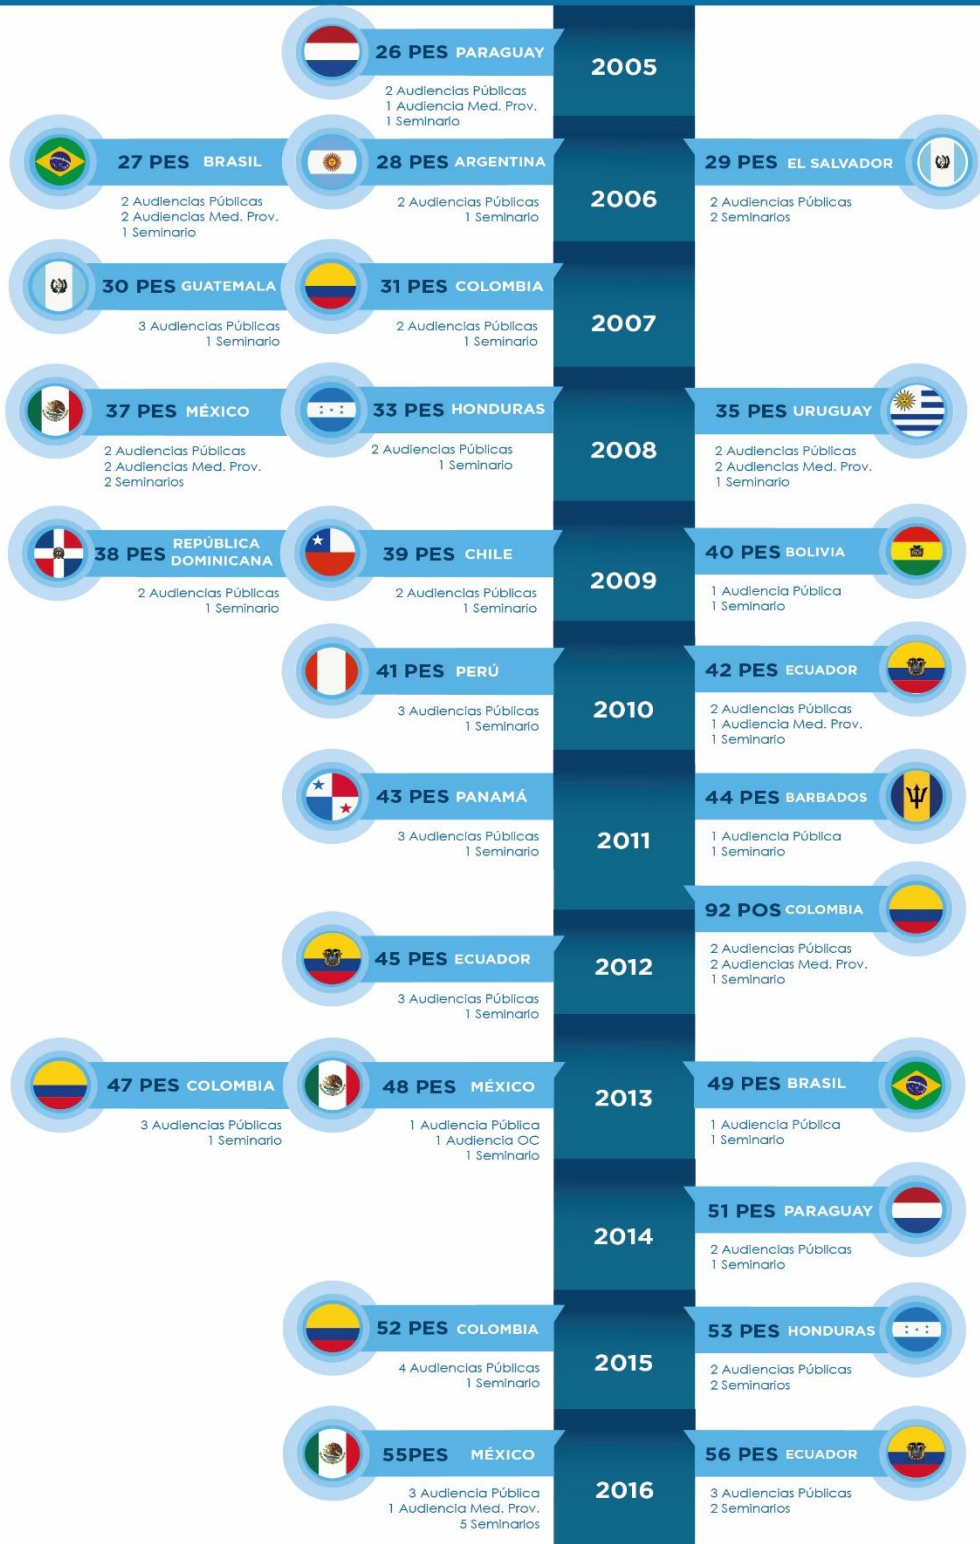 26 PES PARAGUAY
2005
2 Audiencias Públicas
1 Audiencia Med. Prov.
1 Seminario
27 PES BRASIL
2 Audiencias Públicas
2 Audiencias Med. Prov.
1 Seminario
28 PES ARGENTINA
2 Audiencias Públicas
1 Seminario
2006
29 PES EL SALVADOR
2 Audiencias Públicas
2 Seminarios
30 PES GUATEMALA
3 Audiencias Públicas
1 Seminario
31 PES COLOMBIA
2 Audiencias Públicas
1 Seminario
2007
37 PES MÉXICO
2 Audiencias Públicas
2 Audiencias Med. Prov.
2 Seminarios
33 PES HONDURAS
2 Audiencias Públicas
1 Seminario
2008
35 PES URUGUAY
2 Audiencias Públicas
2 Audiencias Med. Prov.
1 Seminario
38 PES REPÚBLICA
DOMINICANA
2 Audiencias Públicas
1 Seminario
39 PES CHILE
2 Audiencias Públicas
1 Seminario
2009
40 PES BOLIVIA
1 Audiencia Pública
1 Seminario
41 PES PERÚ
3 Audiencias Públicas
1 Seminario
2010
42 PES ECUADOR
2 Audiencias Públicas
1 Audiencia Med. Prov.
1 Seminario
43 PES PANAMÁ
3 Audiencias Públicas
1 Seminario
2011
44 PES BARBADOS
1 Audiencia Pública
1 Seminario
92 POS COLOMBIA
2 Audiencias Públicas
2 Audiencias Med. Prov.
1 Seminario
45 PES ECUADOR
3 Audiencias Públicas
1 Seminario
2012
47 PES COLOMBIA
3 Audiencias Públicas
1 Seminario
48 PES MÉXICO
1 Audiencia Pública
1 Audiencia OC
1 Seminario
2013
49 PES BRASIL
1 Audiencia Pública
1 Seminario
2014
51 PES PARAGUAY
2 Audiencias Públicas
1 Seminario
52 PES COLOMBIA
4 Audiencias Públicas
1 Seminario
2015
53 PES HONDURAS
2 Audiencias Públicas
2 Seminarios
55PES MÉXICO
3 Audiencia Pública
1 Audiencia Med. Prov.
5 Seminarios
2016
56 PES ECUADOR
3 Audiencias Públicas
2 Seminarios